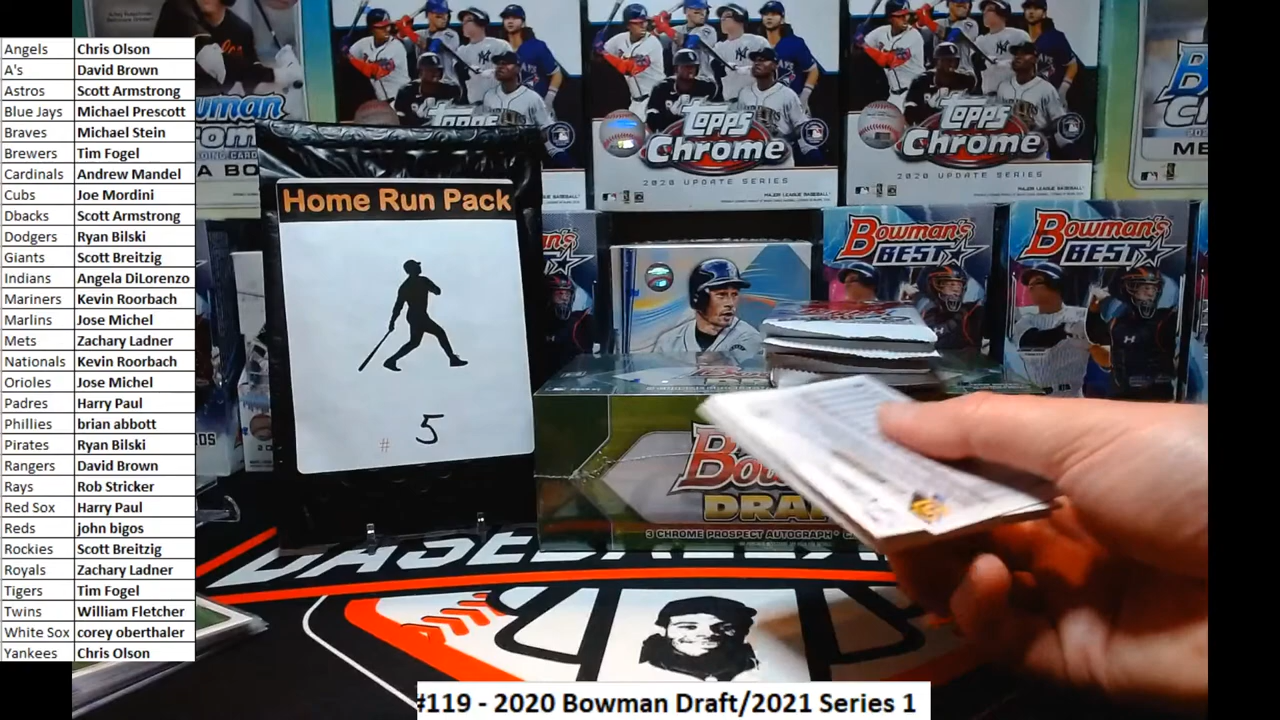 Angels Chris Olson
A's David Brown
Astros Scott Armstrong
Blue Jays Michael Prescott
Braves Michael Stein
Brewers Tim Fogel
Cardinals Andrew Mandel
Cubs Joe Mordini
Dbacks Scott Armstrong
Dodgers Ryan Bilski
Giants Scott Breitzig
Indians Angela DiLorenzo
Mariners Kevin Roorbach
Marlins Jose Michel
Mets Zachary Ladner
Nationals Kevin Roorbach
Orioles Jose Michel
Padres Harry Paul
Phillies brian abbott
Pirates Ryan Bilski
Rangers David Brown
Rays Rob Stricker
Red Sox Harry Paul
Reds john bigos
Rockies Scott Breitzig
Royals Zachary Ladner
Tigers Tim Fogel
Twins William Fletcher
White Sox corey oberthaler
Yankees Chris Olson
Home Run Pack
# 5
Topps
Chrome
2020 UPDATE SERIES
Topps
Chrome
2020 UPDATE SERIES
Bowman's
BEST
Bowman's
BEST
3 CHROME PROSPECT AUTOGRAPH
#119 - 2020 Bowman Draft/2021 Series 1